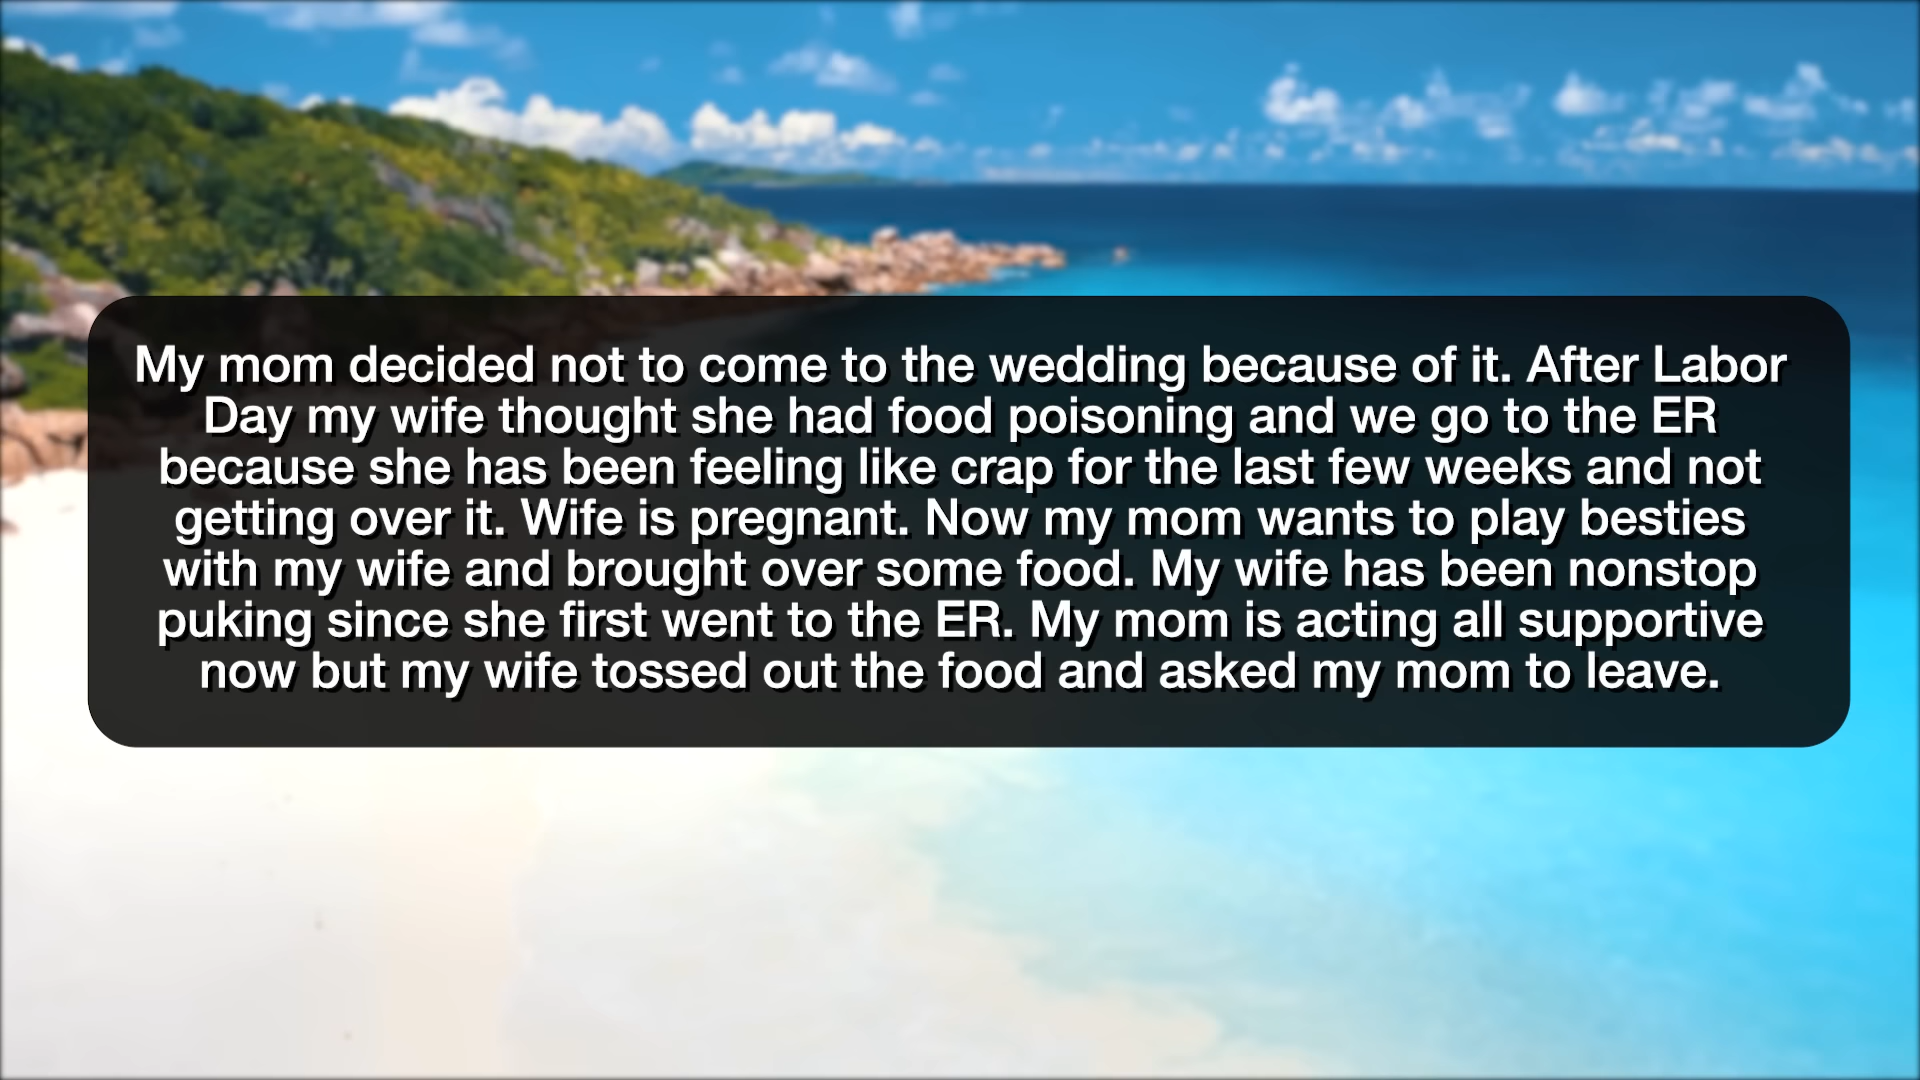 My mom decided not to come to the wedding because of it. After Labor
Day my wife thought she had food poisoning and we go to the ER
because she has been feeling like crap for the last few weeks and not
getting over it. Wife is pregnant. Now my mom wants to play besties
with my wife and brought over some food. My wife has been nonstop
puking since she first went to the ER. My mom is acting all supportive
now but my wife tossed out the food and asked my mom to leave.